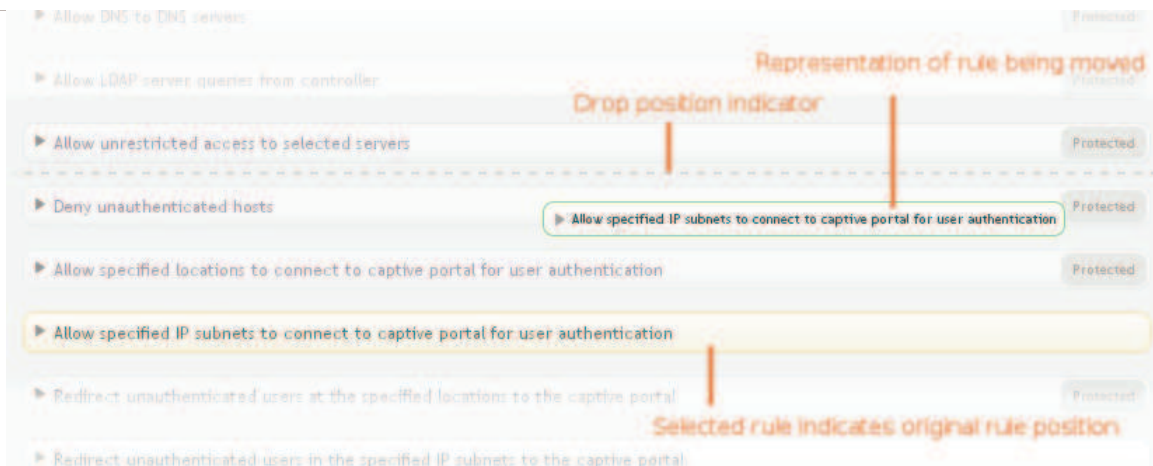 Allow DNS to DNS servers Protected
Representation of rule being moved
Allow LDAP server queries from controller Protected
Drop position indicator
Allow unrestricted access to selected servers Protected
Deny unauthenticated hosts Protected
Allow specified IP subnets to connect to captive portal for user authentication
Allow specified locations to connect to captive portal for user authentication Protected
Allow specified IP subnets to connect to captive portal for user authentication
Redirect unauthenticated users at the specified locations to the captive portal Protected
Selected rule indicates original rule position
Redirect unauthenticated users in the specified IP subnets to the captive portal